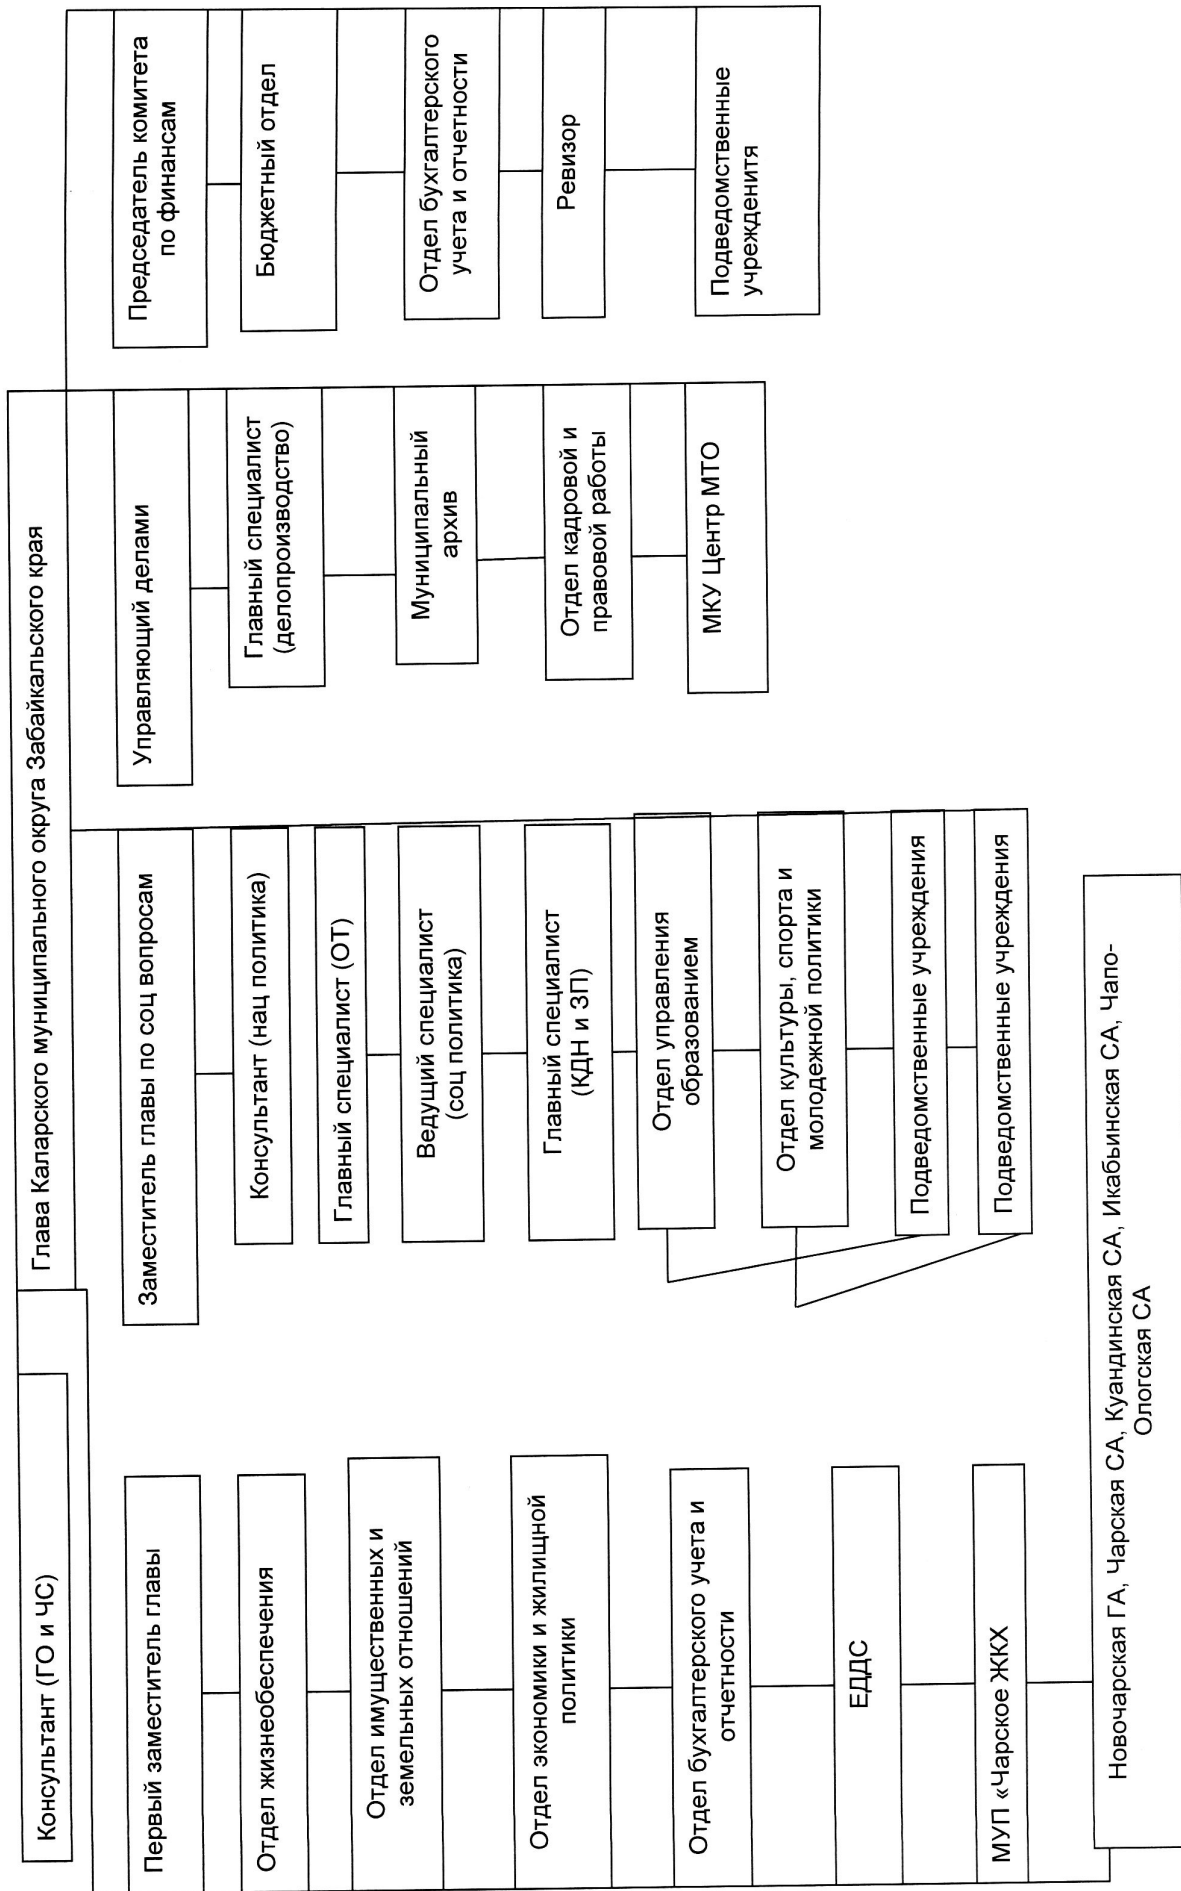 Глава Каларского муниципального округа Забайкальского края
Консультант (ГО и ЧС)
Первый заместитель главы
Отдел жизнеобеспечения
Отдел имущественных и
земельных отношений
Отдел экономики и жилищной
политики
Отдел бухгалтерского учета и
отчетности
ЕДДС
МУП «Чарское ЖКХ
Новочарская ГА, Чарская СА, Куандинская СА, Икабьинская СА, Чапо-
Ологская СА
Заместитель главы по соц вопросам
Консультант (нац политика)
Главный специалист (ОТ)
Ведущий специалист
(соц политика)
Главный специалист
(КДН и ЗП)
Отдел управления
образованием
Отдел культуры, спорта и
молодежной политики
Подведомственные учреждения
Подведомственные учреждения
Управляющий делами
Главный специалист
(делопроизводство)
Муниципальный
архив
Отдел кадровой и
правовой работы
МКУ Центр МТО
Председатель комитета
по финансам
Бюджетный отдел
Отдел бухгалтерского
учета и отчетности
Ревизор
Подведомственные
учрежденитя